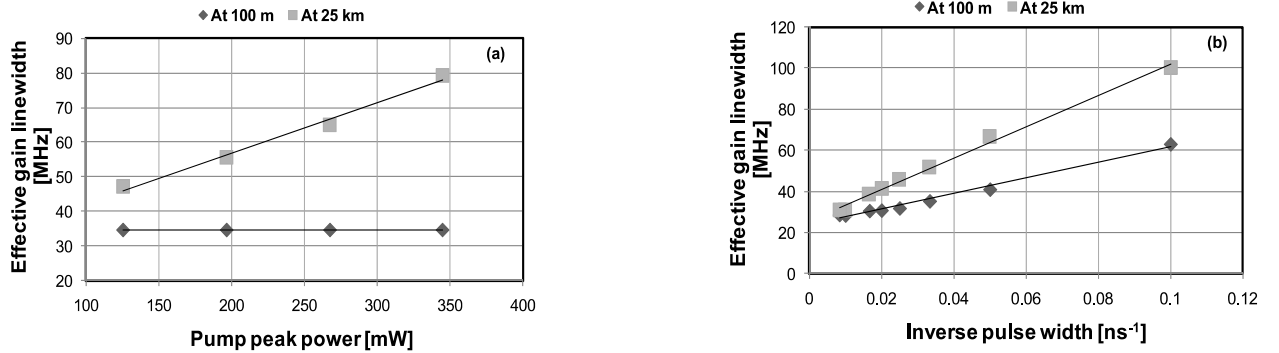 At 100 m At 25 km
(a)
Effective gain linewidth
[MHz]
90
80
70
60
50
40
30
20
100 150 200 250 300 350 400
Pump peak power [mW]
At 100 m At 25 km
(b)
Effective gain linewidth
[MHz]
120
100
80
60
40
20
0
0 0.02 0.04 0.06 0.08 0.1 0.12
Inverse pulse width [ns⁻¹]